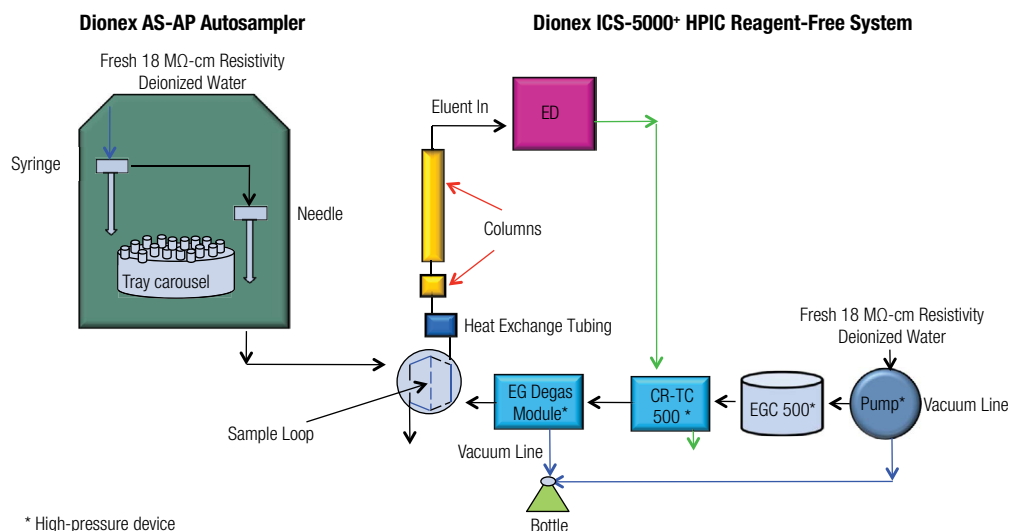 Dionex AS-AP Autosampler
Dionex ICS-5000+ HPIC Reagent-Free System
Fresh 18 MΩ-cm Resistivity
Deionized Water
Syringe
Needle
Tray carousel
Eluent In
ED
Columns
Heat Exchange Tubing
Sample Loop
EG Degas
Module*
Vacuum Line
CR-TC
500 *
EGC 500*
Fresh 18 MΩ-cm Resistivity
Deionized Water
Pump*
Vacuum Line
Bottle
* High-pressure device